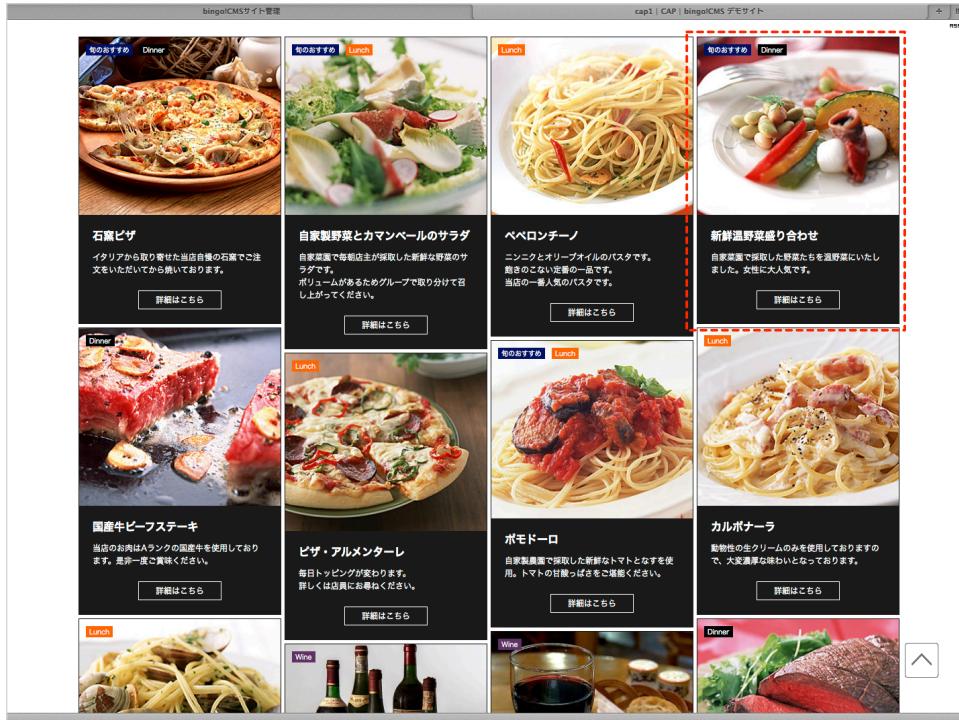 bingo!CMSサイト管理
cap1 | CAP | bingo!CMS デモサイト
RSS
旬のおすすめ Dinner
石窯ピザ
イタリアから取り寄せた当店自慢の石窯でご注
文をいただいてから焼いております。
詳細はこちら
旬のおすすめ Lunch
自家製野菜とカマンベールのサラダ
自家菜園で毎朝店主が採取した新鮮な野菜のサ
ラダです。
ボリュームがあるためグループで取り分けて召
し上がってください。
詳細はこちら
Lunch
ペペロンチーノ
ニンニクとオリーブオイルのパスタです。
飽きのこない定番の一品です。
当店の一番人気のパスタです。
詳細はこちら
旬のおすすめ Dinner
新鮮温野菜盛り合わせ
自家菜園で採取した野菜たちを温野菜にいたし
ました。女性に大人気です。
詳細はこちら
Dinner
国産牛ビーフステーキ
当店のお肉はAランクの国産牛を使用しており
ます。是非一度ご賞味ください。
詳細はこちら
Lunch
ピザ・アルメンターレ
毎日トッピングが変わります。
詳しくは店員にお尋ねください。
詳細はこちら
旬のおすすめ Lunch
ポモドーロ
自家製農園で採取した新鮮なトマトとなすを使
用。トマトの甘酸っぱさをご堪能ください。
詳細はこちら
Lunch
カルボナーラ
動物性の生クリームのみを使用しておりますの
で、大変濃厚な味わいとなっております。
詳細はこちら
Lunch
Wine
Wine
Dinner